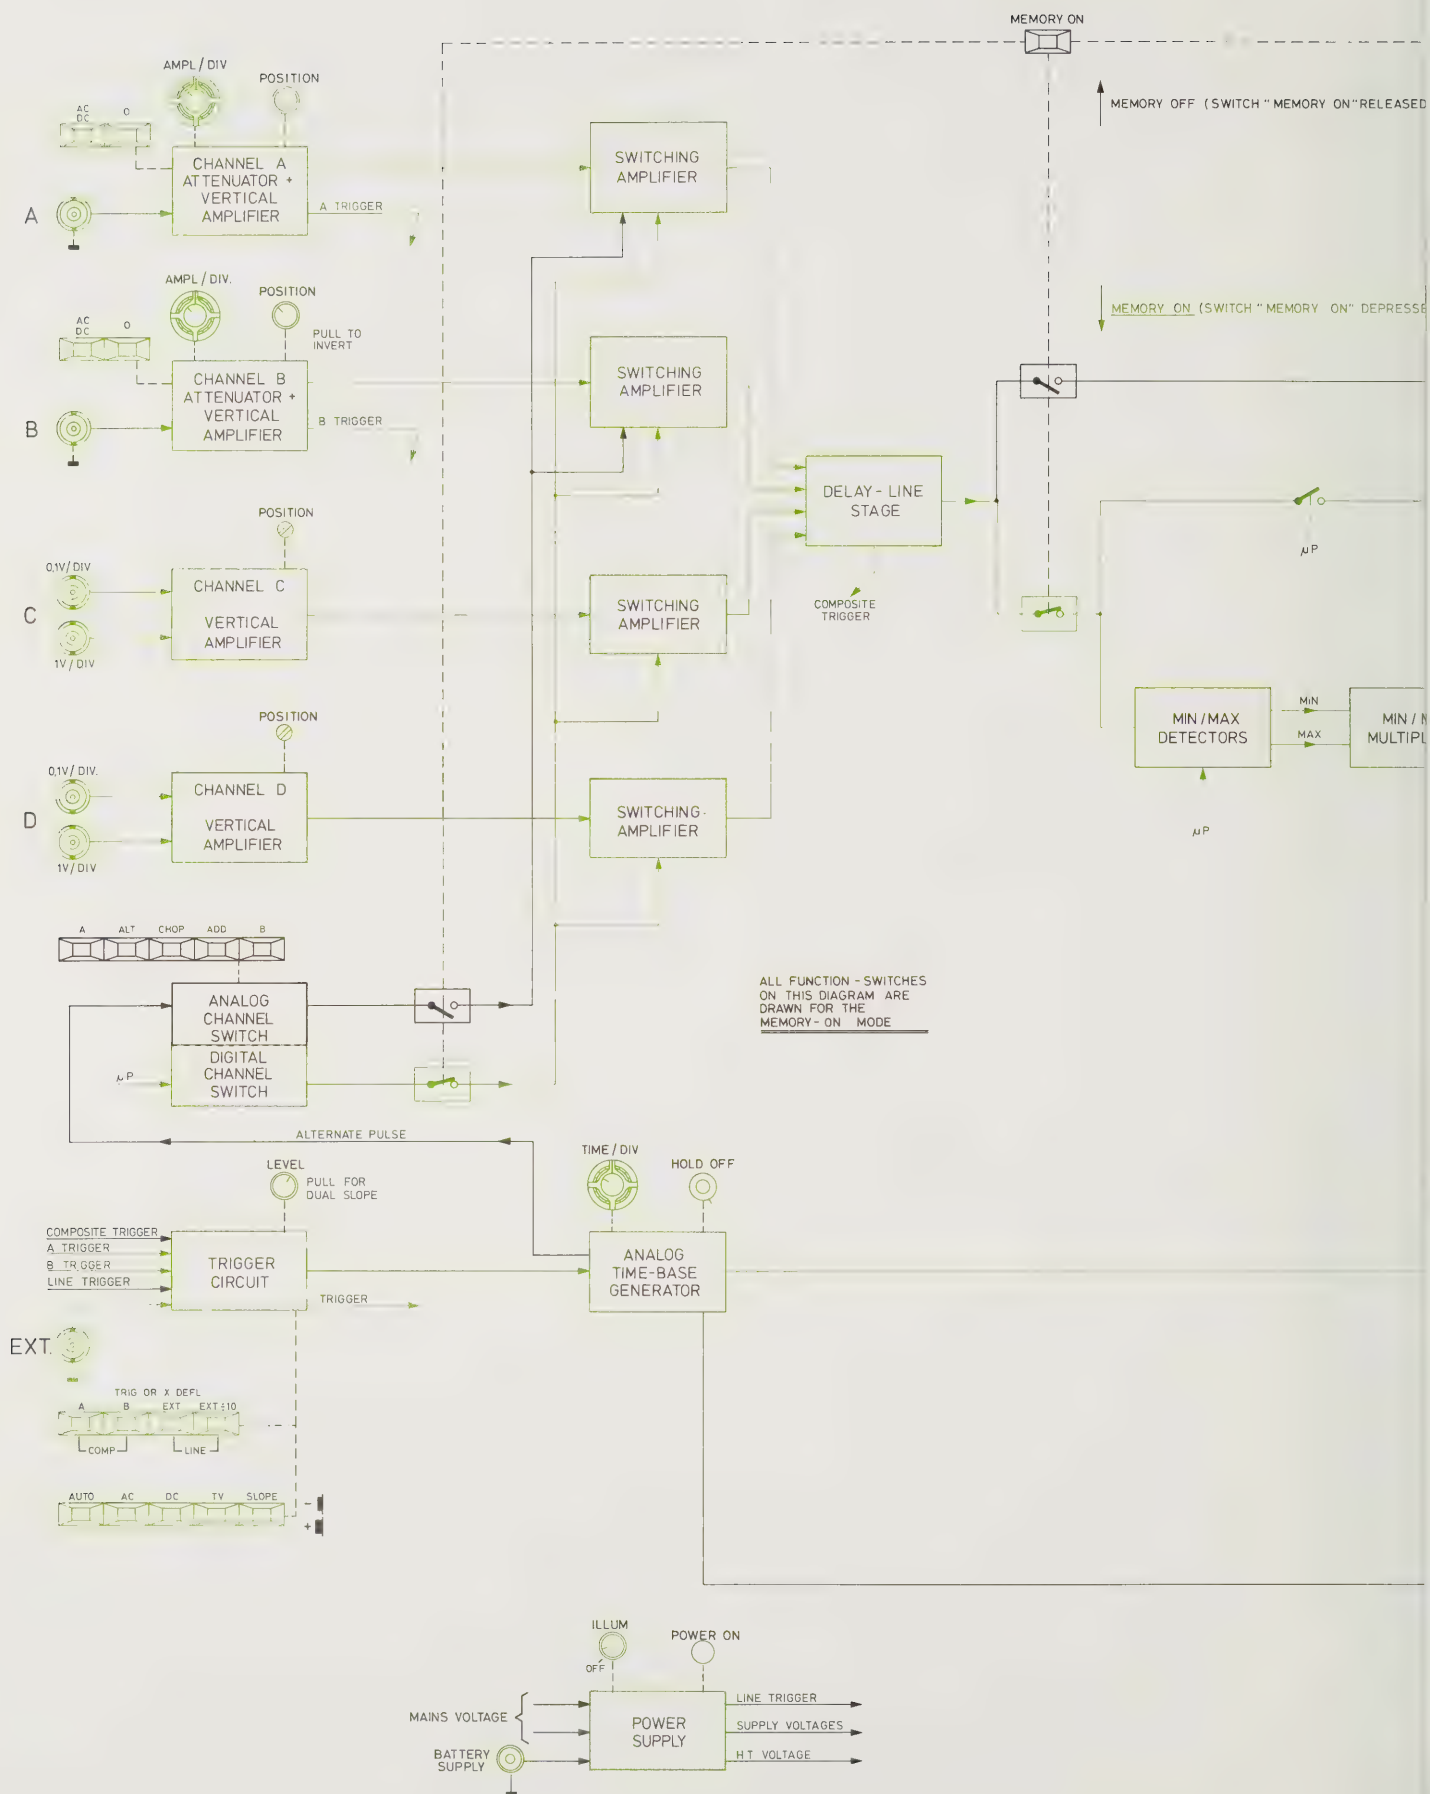 MEMORY ON
AMPL / DIV
POSITION
AC
DC
0
MEMORY OFF (SWITCH "MEMORY ON" RELEASED
CHANNEL A
ATTENUATOR +
VERTICAL
AMPLIFIER
SWITCHING
AMPLIFIER
A
A TRIGGER
AMPL / DIV.
POSITION
AC
DC
0
PULL TO
INVERT
MEMORY ON (SWITCH "MEMORY ON" DEPRESSE
CHANNEL B
ATTENUATOR +
VERTICAL
AMPLIFIER
SWITCHING
AMPLIFIER
B
B TRIGGER
DELAY - LINE
STAGE
POSITION
μP
0,1V/DIV
CHANNEL C
VERTICAL
AMPLIFIER
SWITCHING
AMPLIFIER
COMPOSITE
TRIGGER
C
1V/DIV
MIN
MAX
MIN / MAX
DETECTORS
MIN /
μP
POSITION
0,1V/DIV.
CHANNEL D
VERTICAL
AMPLIFIER
SWITCHING-
AMPLIFIER
D
1V/DIV
A ALT CHOP ADD B
ANALOG
CHANNEL
SWITCH
ALL FUNCTION - SWITCHES
ON THIS DIAGRAM ARE
DRAWN FOR THE
MEMORY - ON MODE
DIGITAL
CHANNEL
SWITCH
μP
ALTERNATE PULSE
LEVEL
PULL FOR
DUAL SLOPE
TIME / DIV
HOLD OFF
COMPOSITE TRIGGER
A TRIGGER
B TRIGGER
LINE TRIGGER
TRIGGER
CIRCUIT
TRIGGER
ANALOG
TIME-BASE
GENERATOR
EXT.
TRIG OR X DEFL
A B EXT EXT÷10
COMP LINE
AUTO AC DC TV SLOPE
-
+
ILLUM
OFF
POWER ON
MAINS VOLTAGE
BATTERY
SUPPLY
POWER
SUPPLY
LINE TRIGGER
SUPPLY VOLTAGES
HT VOLTAGE